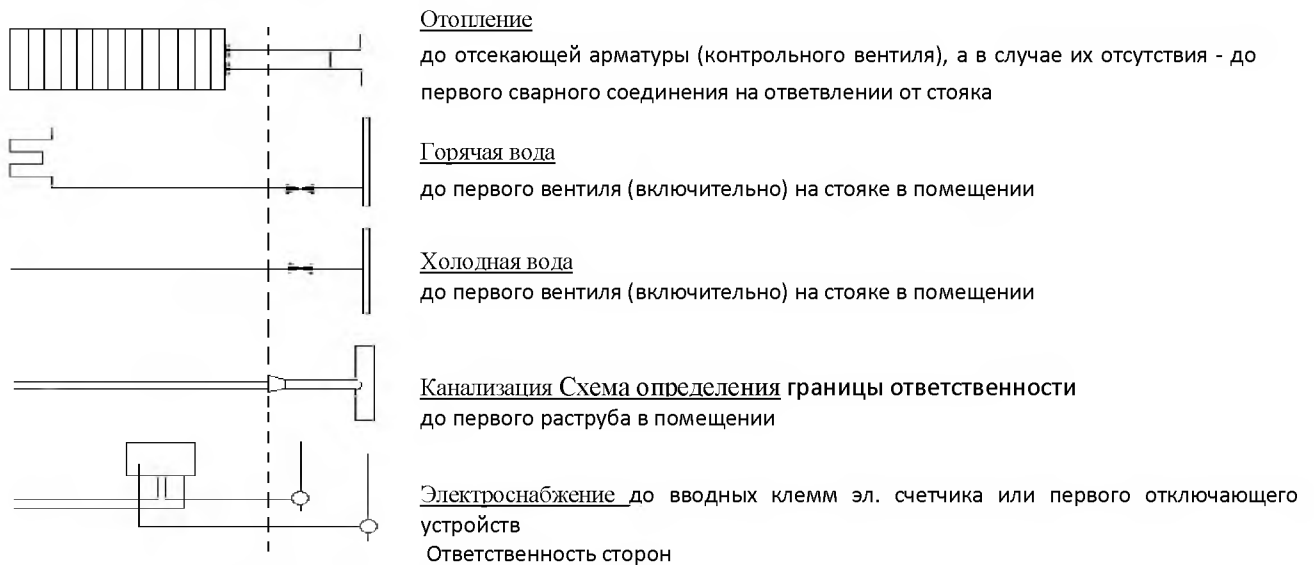 Отопление
до отсекающей арматуры (контрольного вентиля), а в случае их отсутствия - до
первого сварного соединения на ответвлении от стояка
Горячая вода
до первого вентиля (включительно) на стояке в помещении
Холодная вода
до первого вентиля (включительно) на стояке в помещении
Канализация Схема определения границы ответственности
до первого раструба в помещении
Электроснабжение до вводных клемм эл. счетчика или первого отключающего
устройств
Ответственность сторон